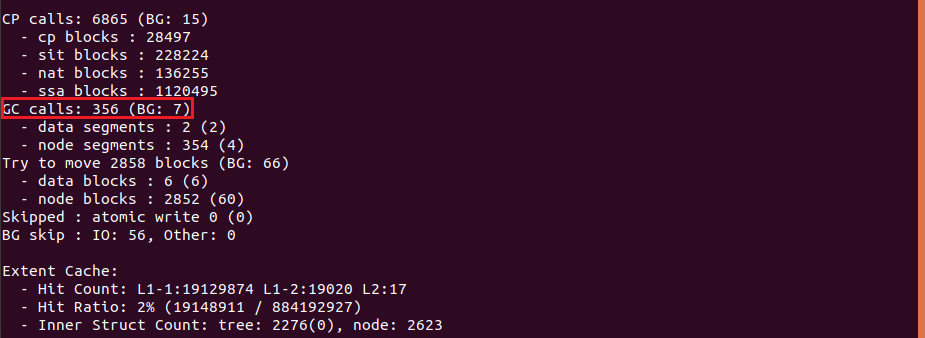 CP calls: 6865 (BG: 15)
  - cp blocks : 28497
  - sit blocks : 228224
  - nat blocks : 136255
  - ssa blocks : 1120495
GC calls: 356 (BG: 7)
  - data segments : 2 (2)
  - node segments : 354 (4)
Try to move 2858 blocks (BG: 66)
  - data blocks : 6 (6)
  - node blocks : 2852 (60)
Skipped : atomic write 0 (0)
BG skip : IO: 56, Other: 0

Extent Cache:
  - Hit Count: L1-1:19129874 L1-2:19020 L2:17
  - Hit Ratio: 2% (19148911 / 884192927)
  - Inner Struct Count: tree: 2276(0), node: 2623